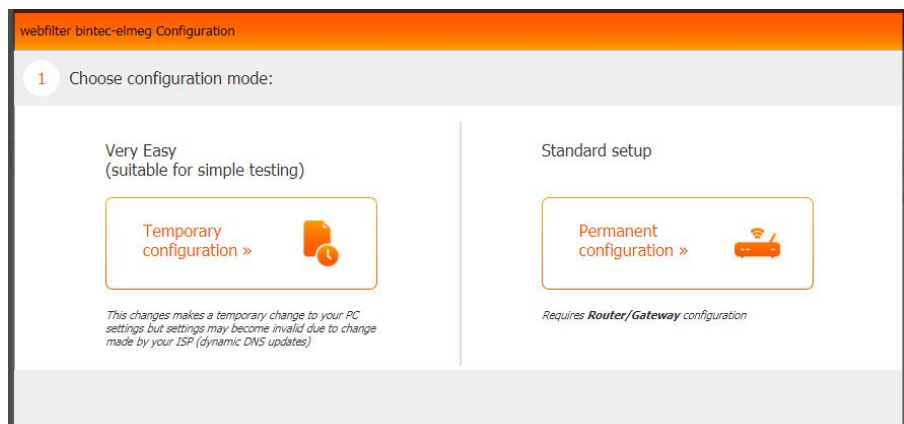 webfilter bintec-elmeg Configuration
1 Choose configuration mode:
Very Easy
(suitable for simple testing)
Temporary
configuration »
This changes makes a temporary change to your PC
settings but settings may become invalid due to change
made by your ISP (dynamic DNS updates)
Standard setup
Permanent
configuration »
Requires Router/Gateway configuration